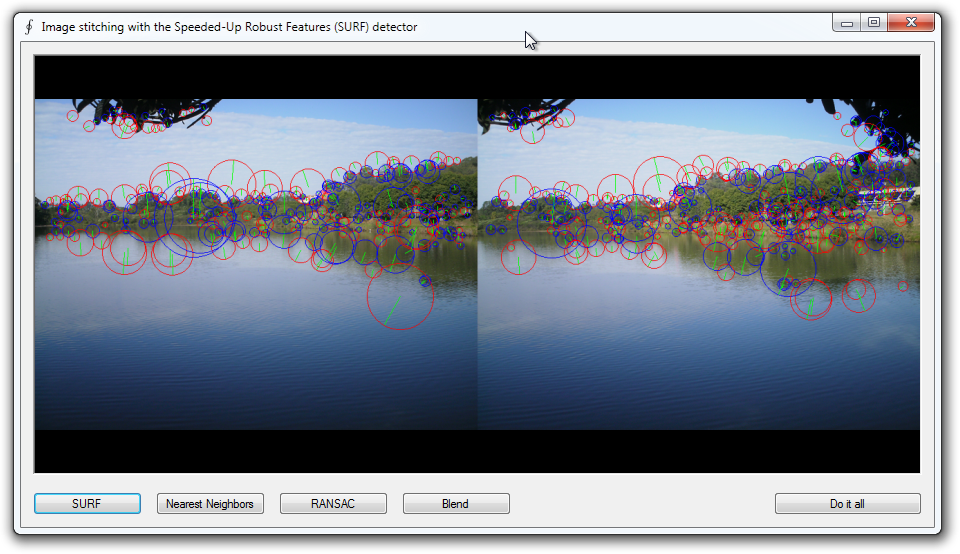 Image stitching with the Speeded-Up Robust Features (SURF) detector
SURF
Nearest Neighbors
RANSAC
Blend
Do it all